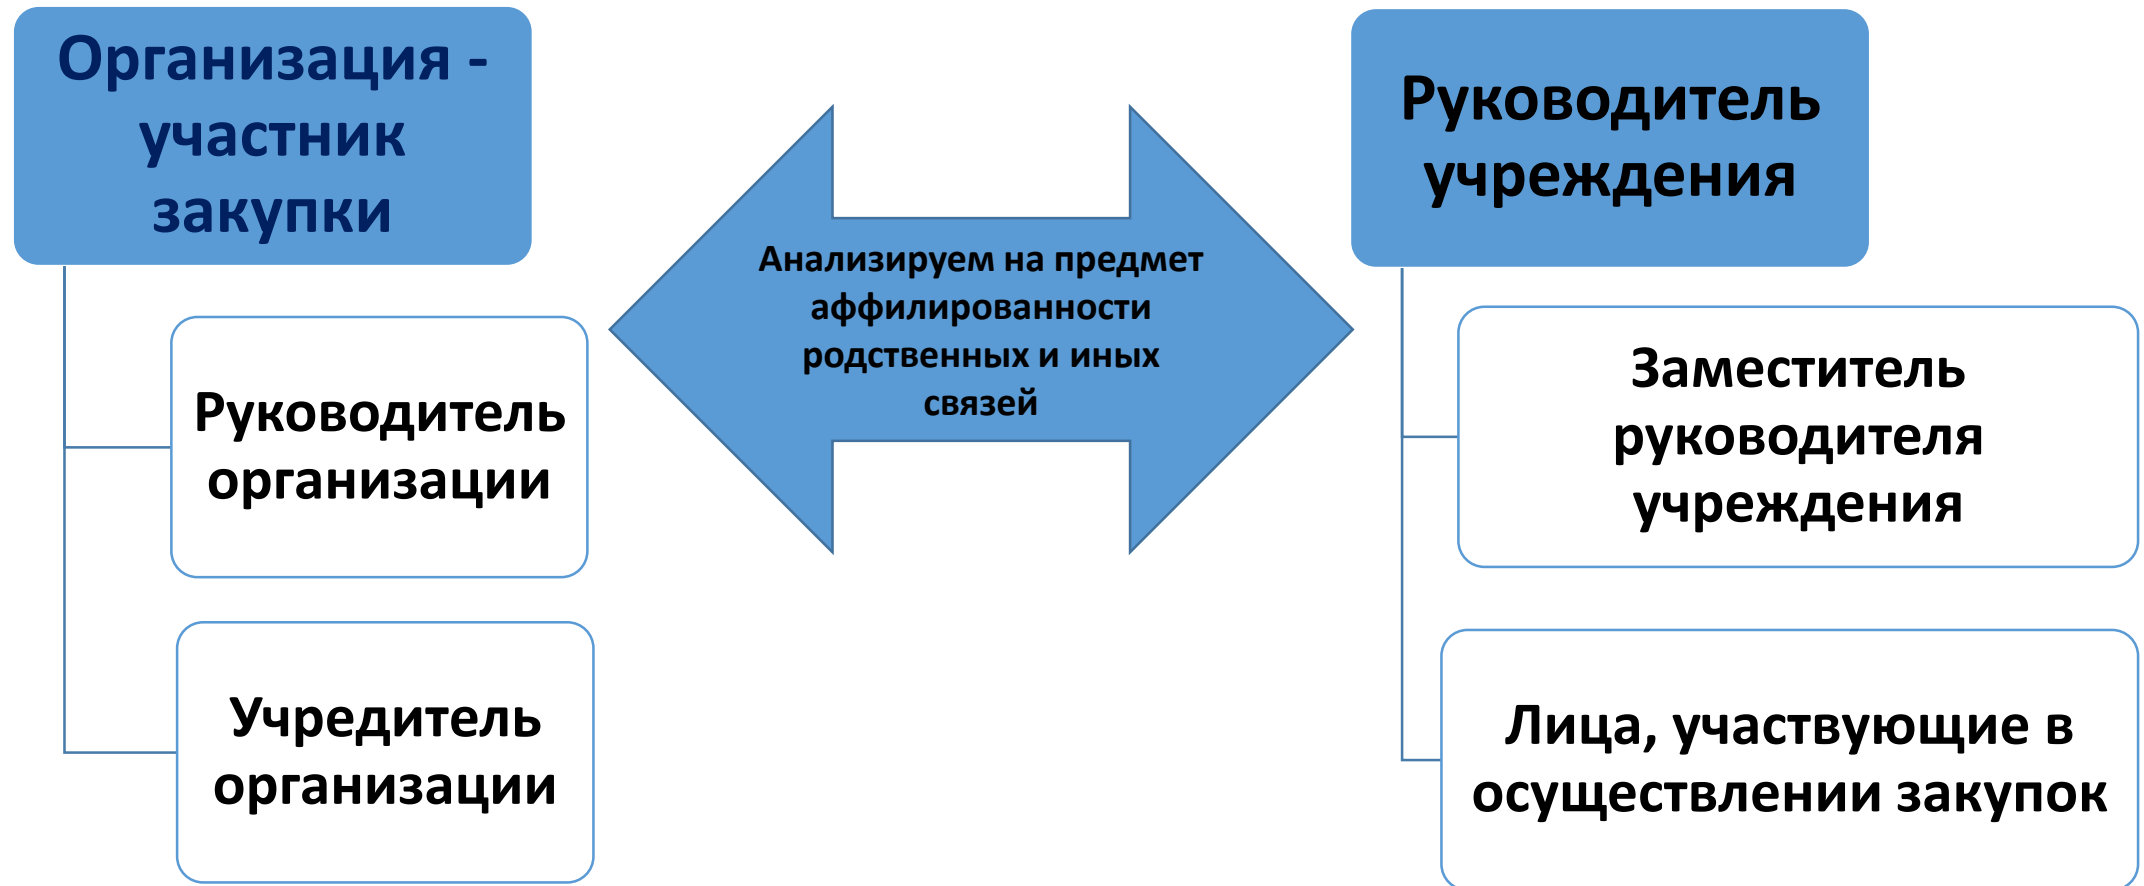 Организация -
участник
закупки
Руководитель
организации
Учредитель
организации
Анализируем на предмет
аффилированности
родственных и иных
связей
Руководитель
учреждения
Заместитель
руководителя
учреждения
Лица, участвующие в
осуществлении закупок